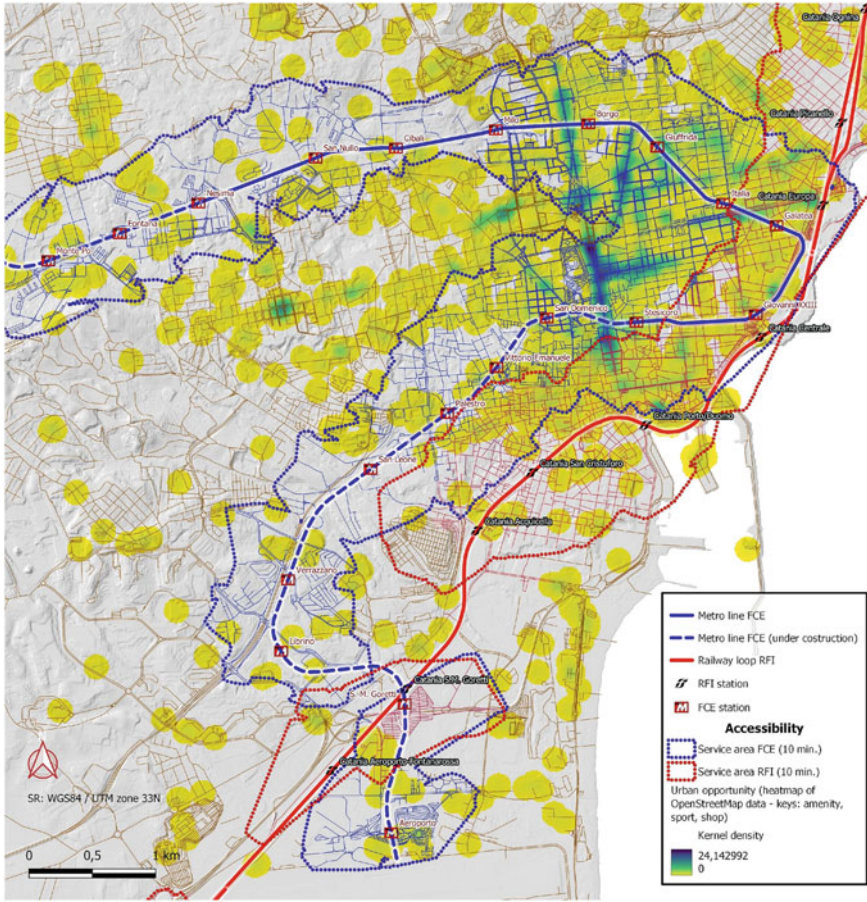 Catania Ognina
Catania Picanello
Milo
Borgo
Cibali
Giuffrida
San Nullo
Nesima
Italia
Catania Europa
Galatea
Fontana
Monte Po
San Domenico
Stesicoro
Giovanni XXIII
Catania Centrale
Vittorio Emanuele
Palestro
Catania Porto/Duomo
San Leone
Catania San Cristoforo
Catania Acquicella
Verrazzano
Librino
Catania S.M. Goretti
S.-M. Goretti
Catania Aeroporto-Fontanarossa
Aeroporto
SR: WGS84 / UTM zone 33N
0 0,5 1 km
Metro line FCE
Metro line FCE (under costruction)
Railway loop RFI
RFI station
M FCE station
Accessibility
Service area FCE (10 min.)
Service area RFI (10 min.)
Urban opportunity (heatmap of
OpenStreetMap data - keys: amenity,
sport, shop)
Kernel density
24,142992
0